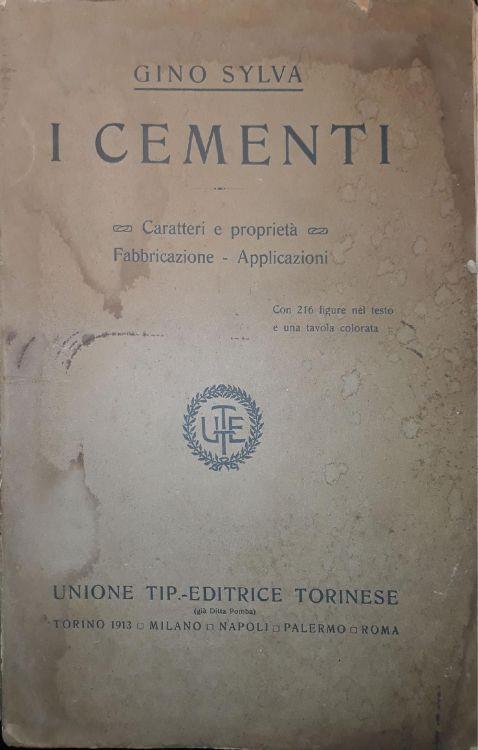 GINO SYLVA
I CEMENTI
Caratteri e proprietà
Fabbricazione - Applicazioni
Con 216 figure nel testo
e una tavola colorata
UTET
UNIONE TIP.-EDITRICE TORINESE
(già Ditta Pomba)
TORINO 1913 □ MILANO □ NAPOLI □ PALERMO □ ROMA